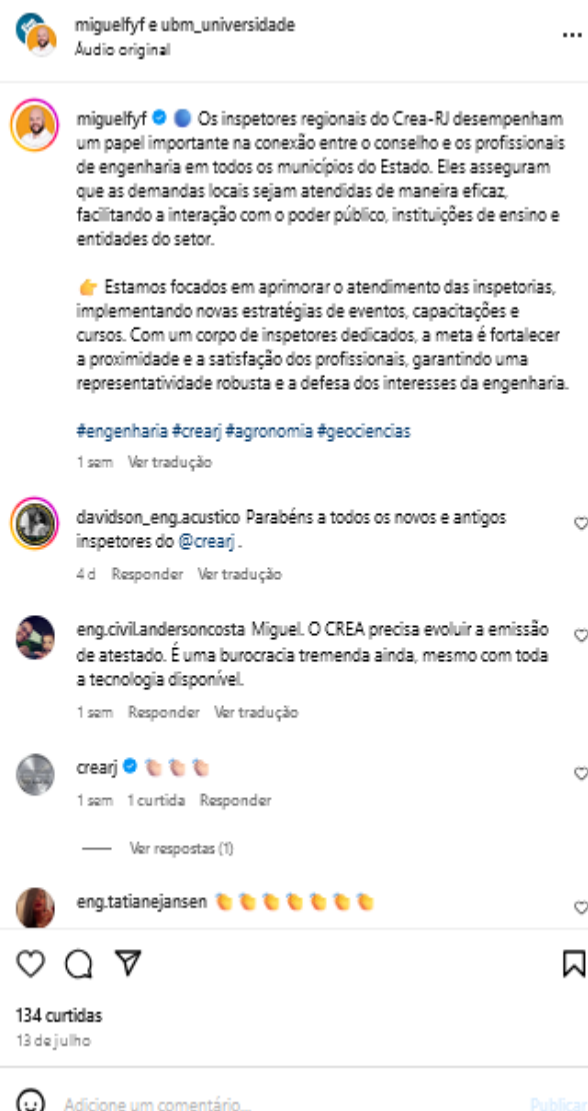 miguelfyf e ubm_universidade
Áudio original
miguelfyf Os inspetores regionais do Crea-RJ desempenham
um papel importante na conexão entre o conselho e os profissionais
de engenharia em todos os municípios do Estado. Eles asseguram
que as demandas locais sejam atendidas de maneira eficaz,
facilitando a interação com o poder público, instituições de ensino e
entidades do setor.
👉 Estamos focados em aprimorar o atendimento das inspetorias,
implementando novas estratégias de eventos, capacitações e
cursos. Com um corpo de inspetores dedicados, a meta é fortalecer
a proximidade e a satisfação dos profissionais, garantindo uma
representatividade robusta e a defesa dos interesses da engenharia.
#engenharia #crearj #agronomia #geociencias
1 sem Ver tradução
davidson_eng.acustico Parabéns a todos os novos e antigos
inspetores do @crearj .
4 d Responder Ver tradução
eng.civil.andersoncosta Miguel. O CREA precisa evoluir a emissão
de atestado. É uma burocracia tremenda ainda, mesmo com toda
a tecnologia disponível.
1 sem Responder Ver tradução
crearj 👏🏻👏🏻👏🏻
1 sem 1 curtida Responder
Ver respostas (1)
eng.tatianejansen 👏👏👏👏👏👏👏
134 curtidas
13 de julho
Adicione um comentário... Publicar